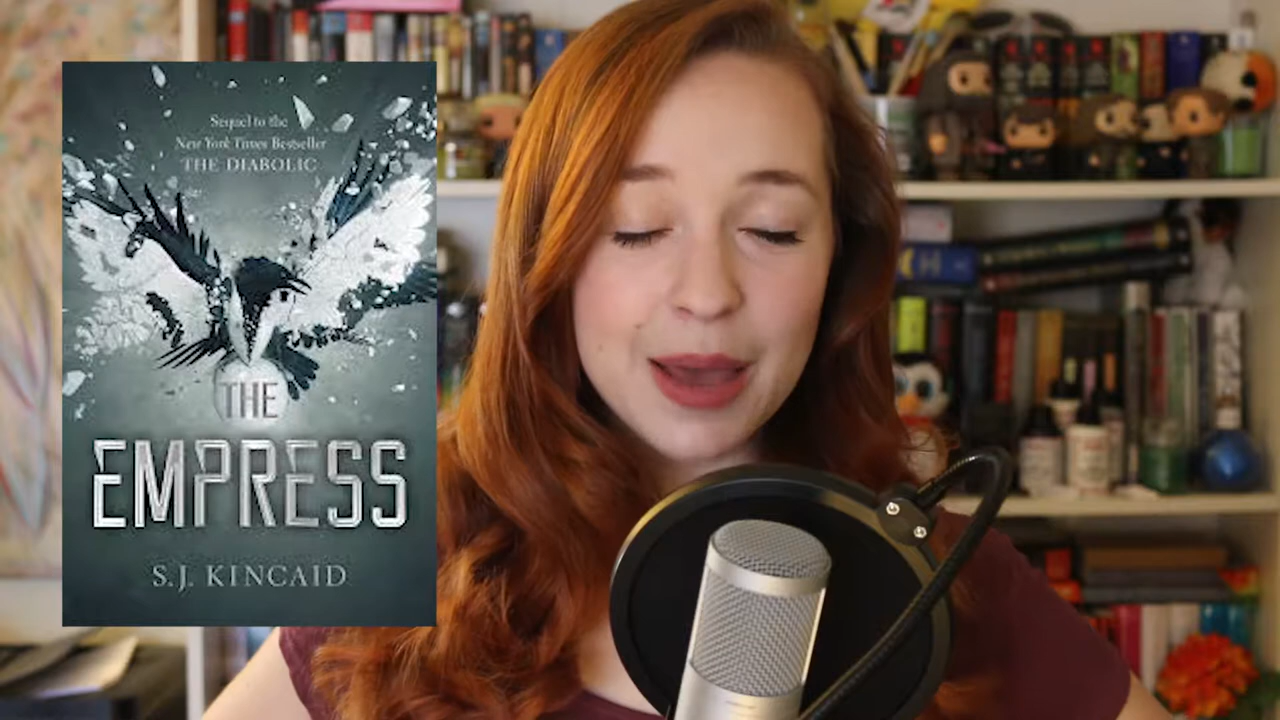 Sequel to the
New York Times Bestseller
THE DIABOLIC
THE
EMPRESS
S.J. KINCAID